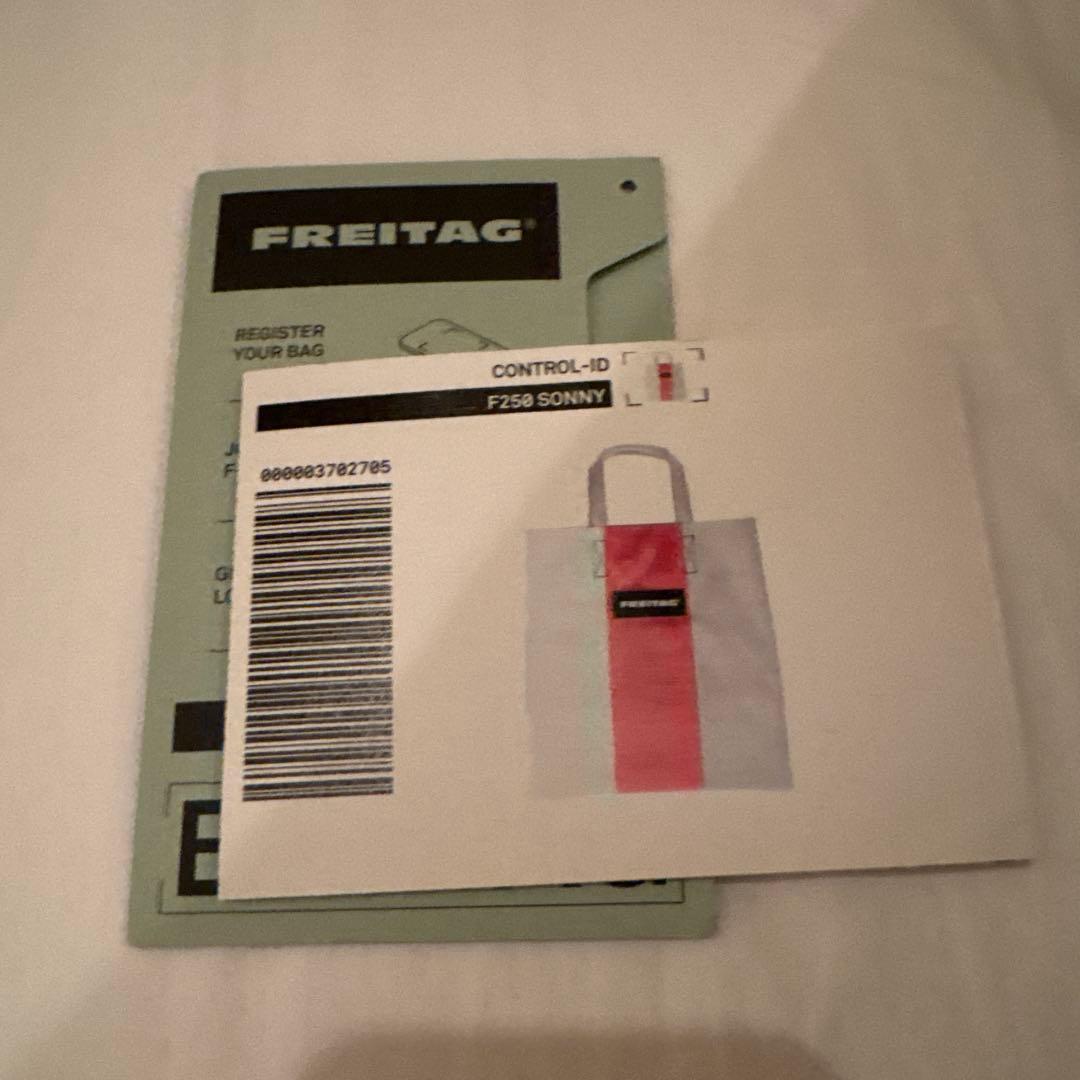 FREITAG®
REGISTER
YOUR BAG
CONTROL-ID
F250 SONNY
000003702705
FREITAG